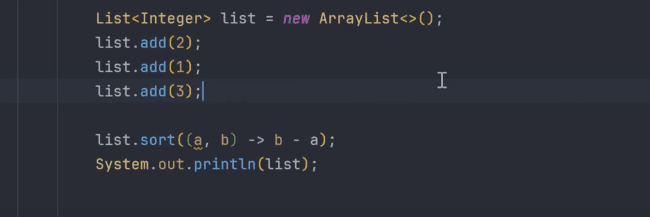 List<Integer> list = new ArrayList<>();
list.add(2);
list.add(1);
list.add(3);
list.sort((a, b) -> b - a);
System.out.println(list);